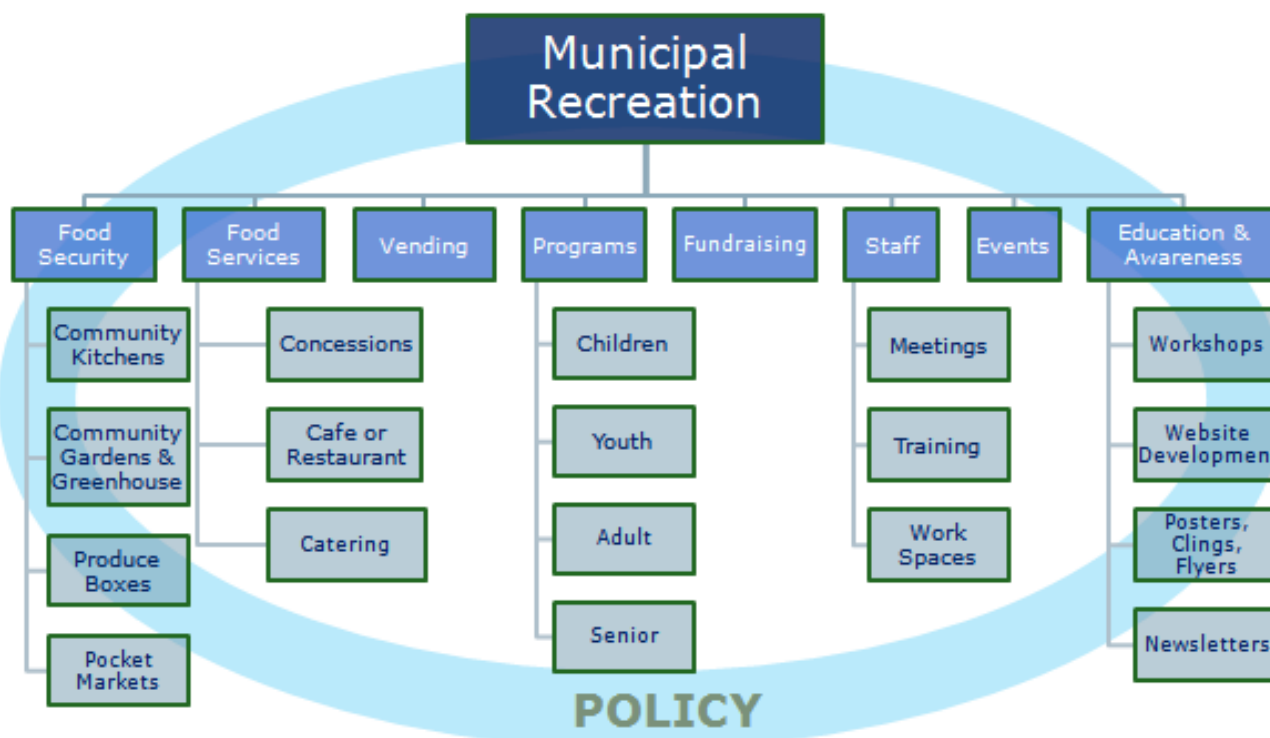 Municipal
Recreation
Food
Security
Food
Services
Vending
Programs
Fundraising
Staff
Events
Education &
Awareness
Community
Kitchens
Community
Gardens &
Greenhouse
Produce
Boxes
Pocket
Markets
Concessions
Cafe or
Restaurant
Catering
Children
Youth
Adult
Senior
Meetings
Training
Work
Spaces
Workshops
Website
Developmen
Posters,
Clings,
Flyers
Newsletters
POLICY